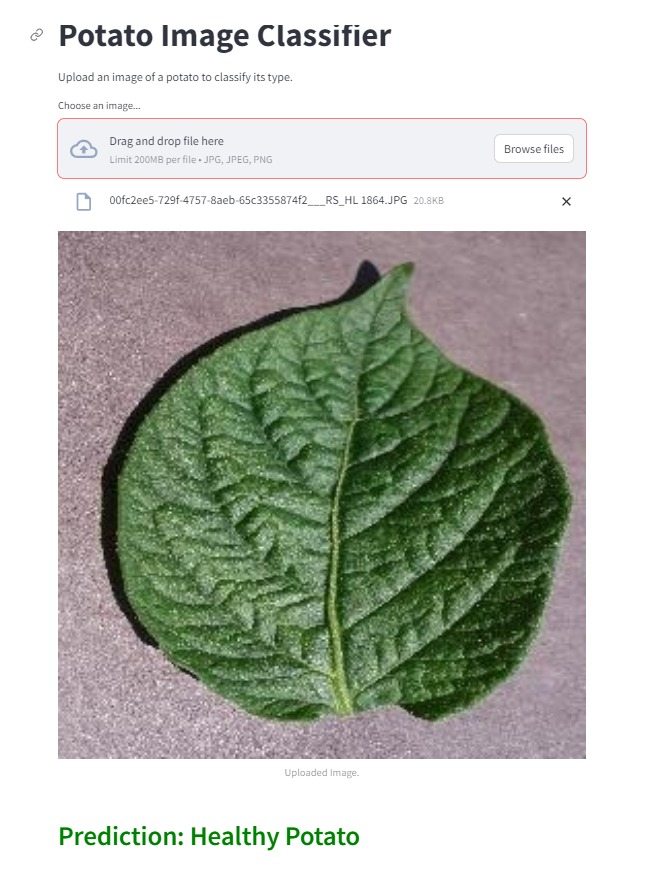 Potato Image Classifier
Upload an image of a potato to classify its type.
Choose an image...
Drag and drop file here
Limit 200MB per file • JPG, JPEG, PNG
Browse files
00fc2ee5-729f-4757-8aeb-65c3355874f2___RS_HL 1864.JPG 20.8KB
Uploaded Image.
Prediction: Healthy Potato